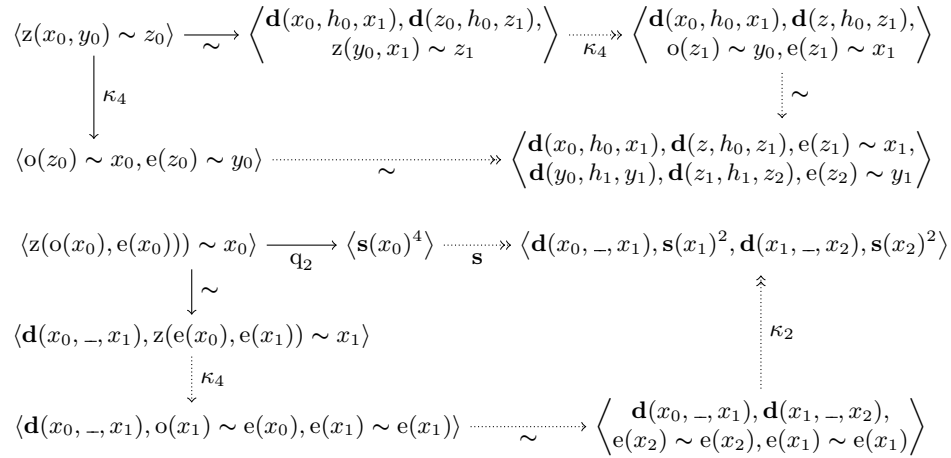 ⟨z(x₀, y₀) ∼ z₀⟩ ∼ ⟨d(x₀, h₀, x₁), d(z₀, h₀, z₁), z(y₀, x₁) ∼ z₁⟩ κ₄ ⟨d(x₀, h₀, x₁), d(z, h₀, z₁), o(z₁) ∼ y₀, e(z₁) ∼ x₁⟩
κ₄ ∼
⟨o(z₀) ∼ x₀, e(z₀) ∼ y₀⟩ ∼ ⟨d(x₀, h₀, x₁), d(z, h₀, z₁), e(z₁) ∼ x₁, d(y₀, h₁, y₁), d(z₁, h₁, z₂), e(z₂) ∼ y₁⟩
⟨z(o(x₀), e(x₀))) ∼ x₀⟩ q₂ ⟨s(x₀)⁴⟩ s ⟨d(x₀, _, x₁), s(x₁)², d(x₁, _, x₂), s(x₂)²⟩
∼
⟨d(x₀, _, x₁), z(e(x₀), e(x₁)) ∼ x₁⟩ κ₂
κ₄
⟨d(x₀, _, x₁), o(x₁) ∼ e(x₀), e(x₁) ∼ e(x₁)⟩ ∼ ⟨d(x₀, _, x₁), d(x₁, _, x₂), e(x₂) ∼ e(x₂), e(x₁) ∼ e(x₁)⟩